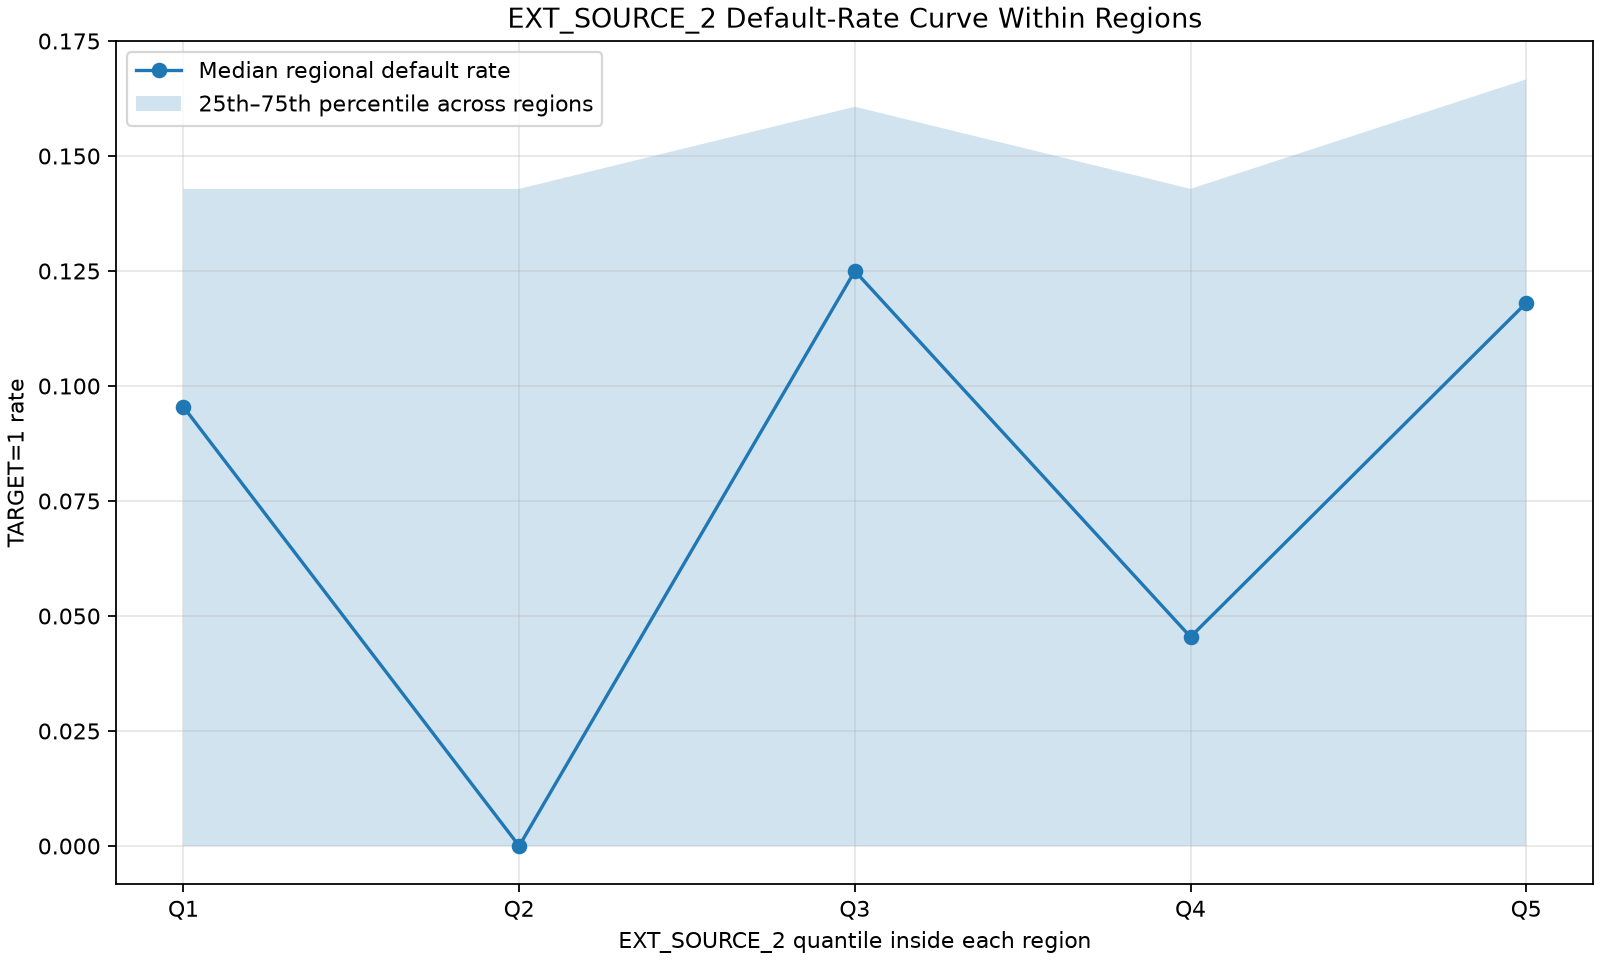 EXT_SOURCE_2 Default-Rate Curve Within Regions
Median regional default rate
25th–75th percentile across regions
0.175
0.150
0.125
0.100
0.075
0.050
0.025
0.000
TARGET=1 rate
Q1 Q2 Q3 Q4 Q5
EXT_SOURCE_2 quantile inside each region